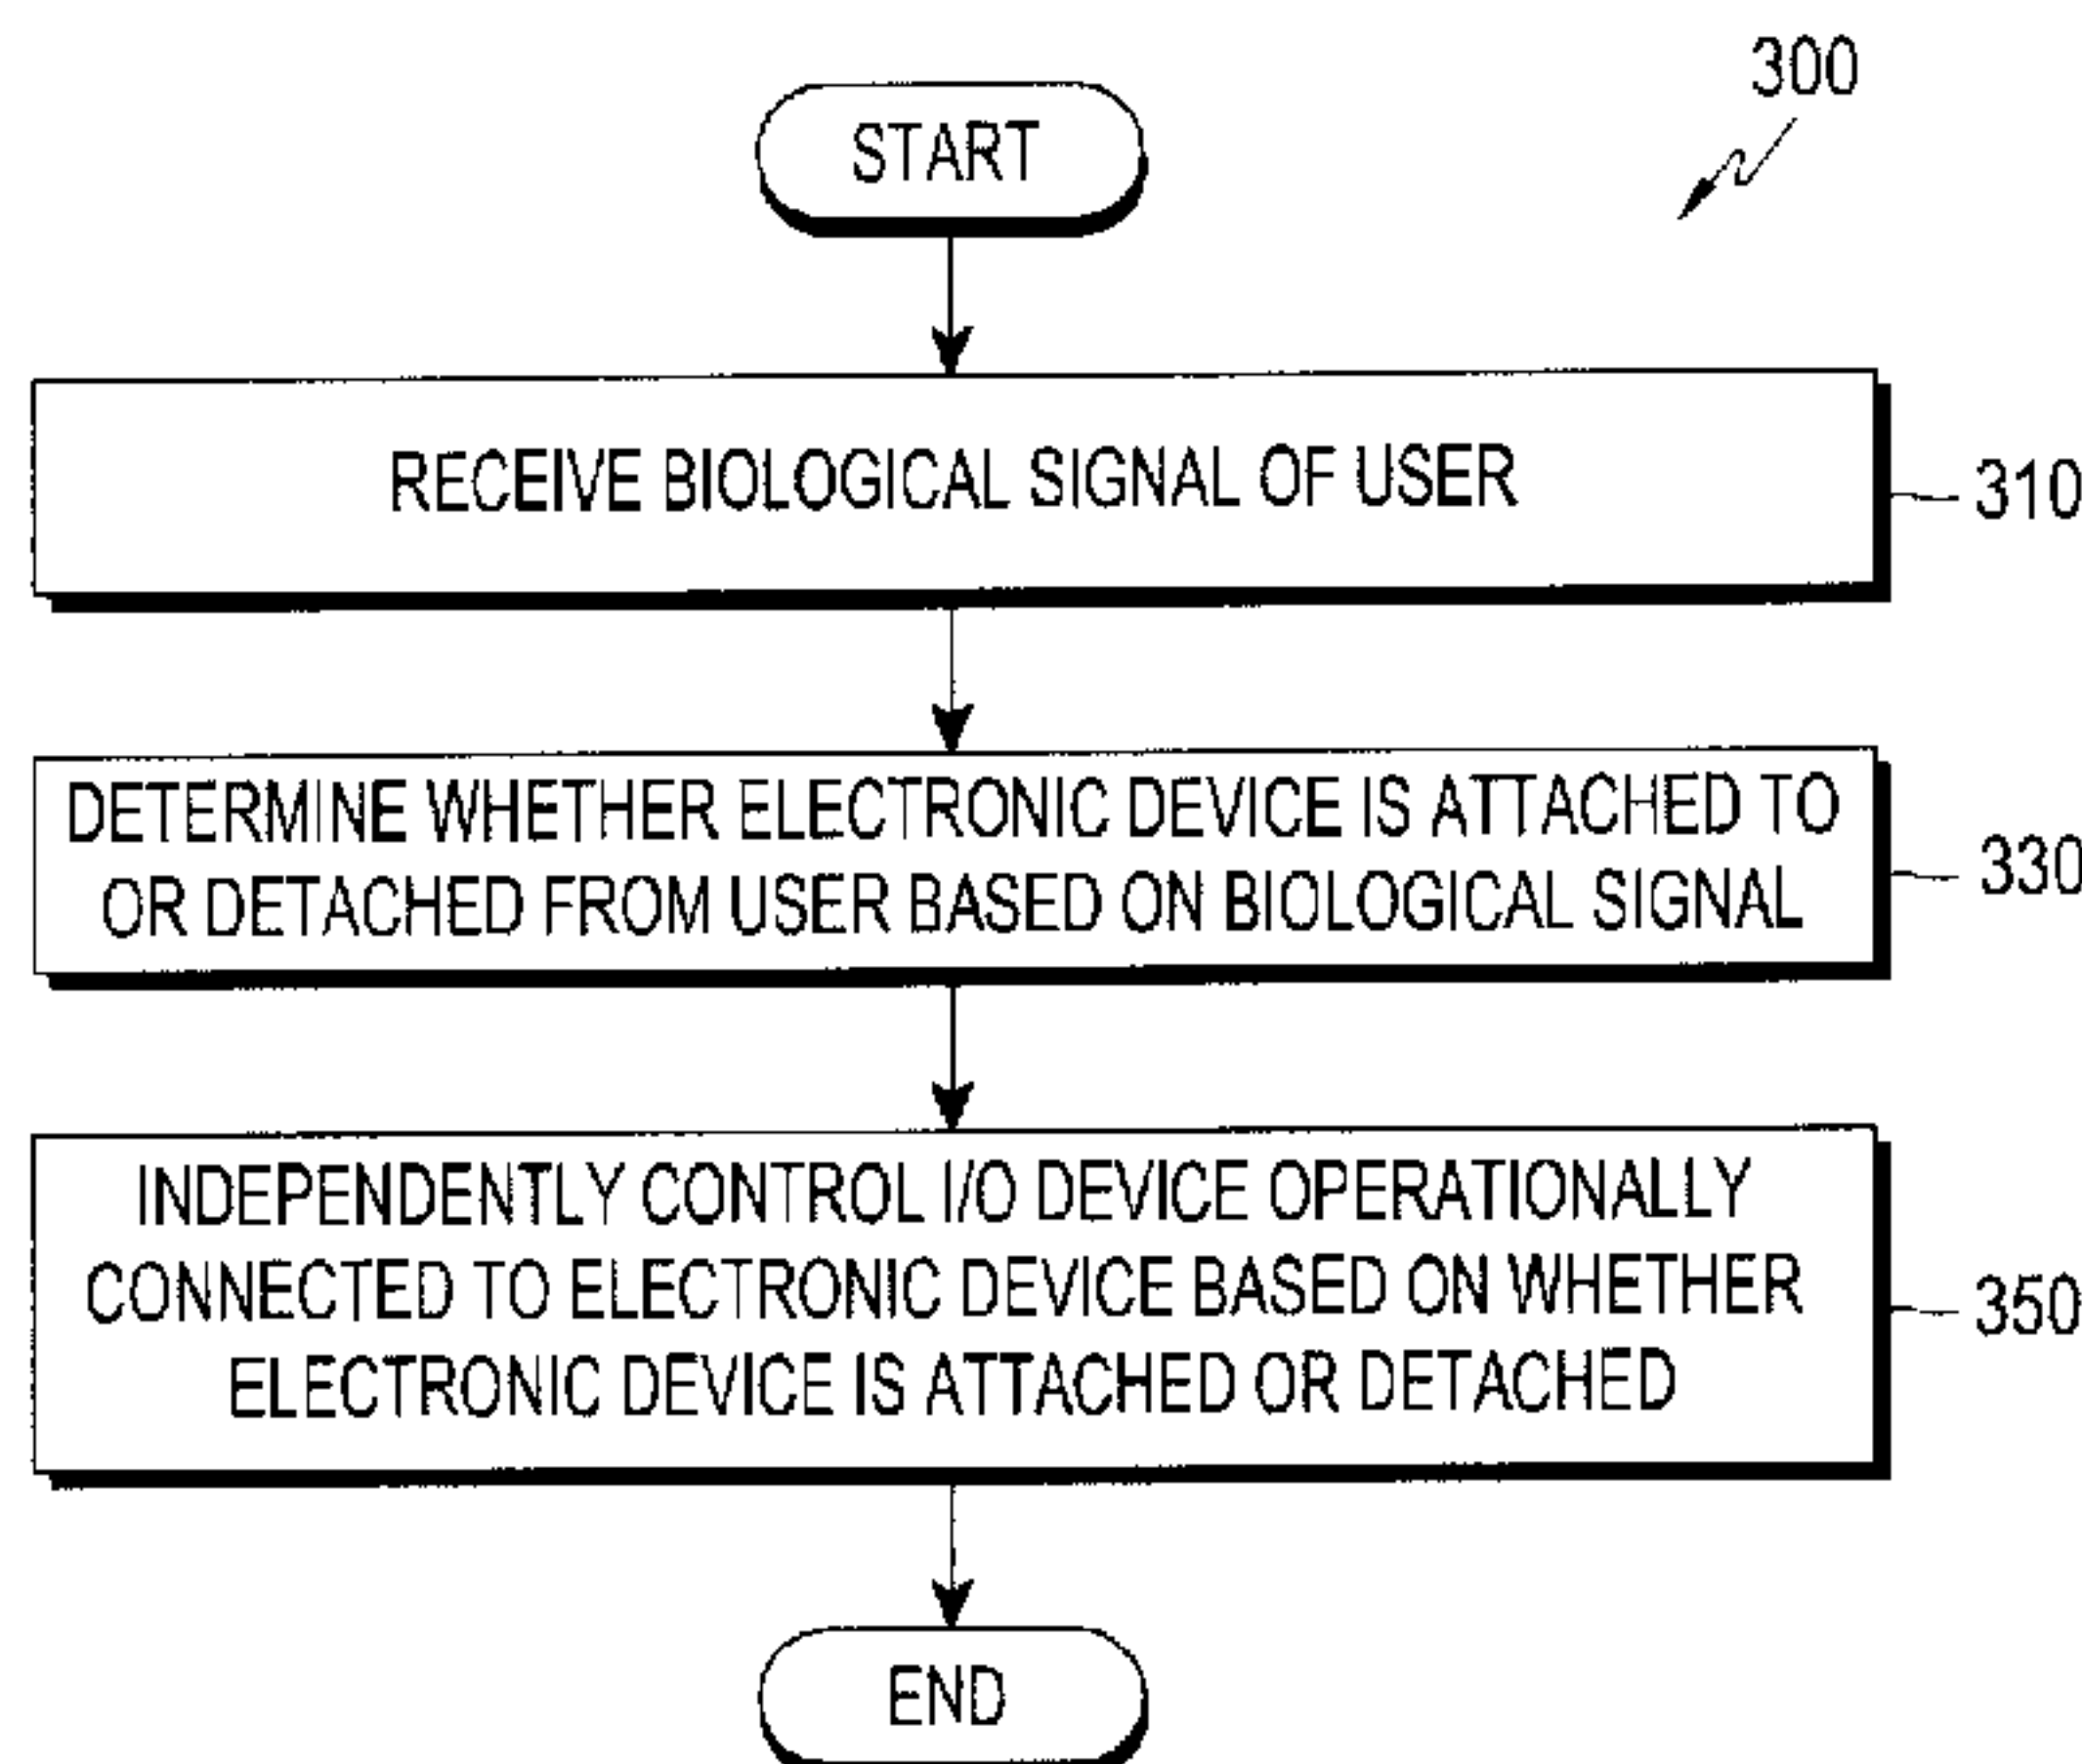 300
START
RECEIVE BIOLOGICAL SIGNAL OF USER
310
DETERMINE WHETHER ELECTRONIC DEVICE IS ATTACHED TO
OR DETACHED FROM USER BASED ON BIOLOGICAL SIGNAL
330
INDEPENDENTLY CONTROL I/O DEVICE OPERATIONALLY
CONNECTED TO ELECTRONIC DEVICE BASED ON WHETHER
ELECTRONIC DEVICE IS ATTACHED OR DETACHED
350
END